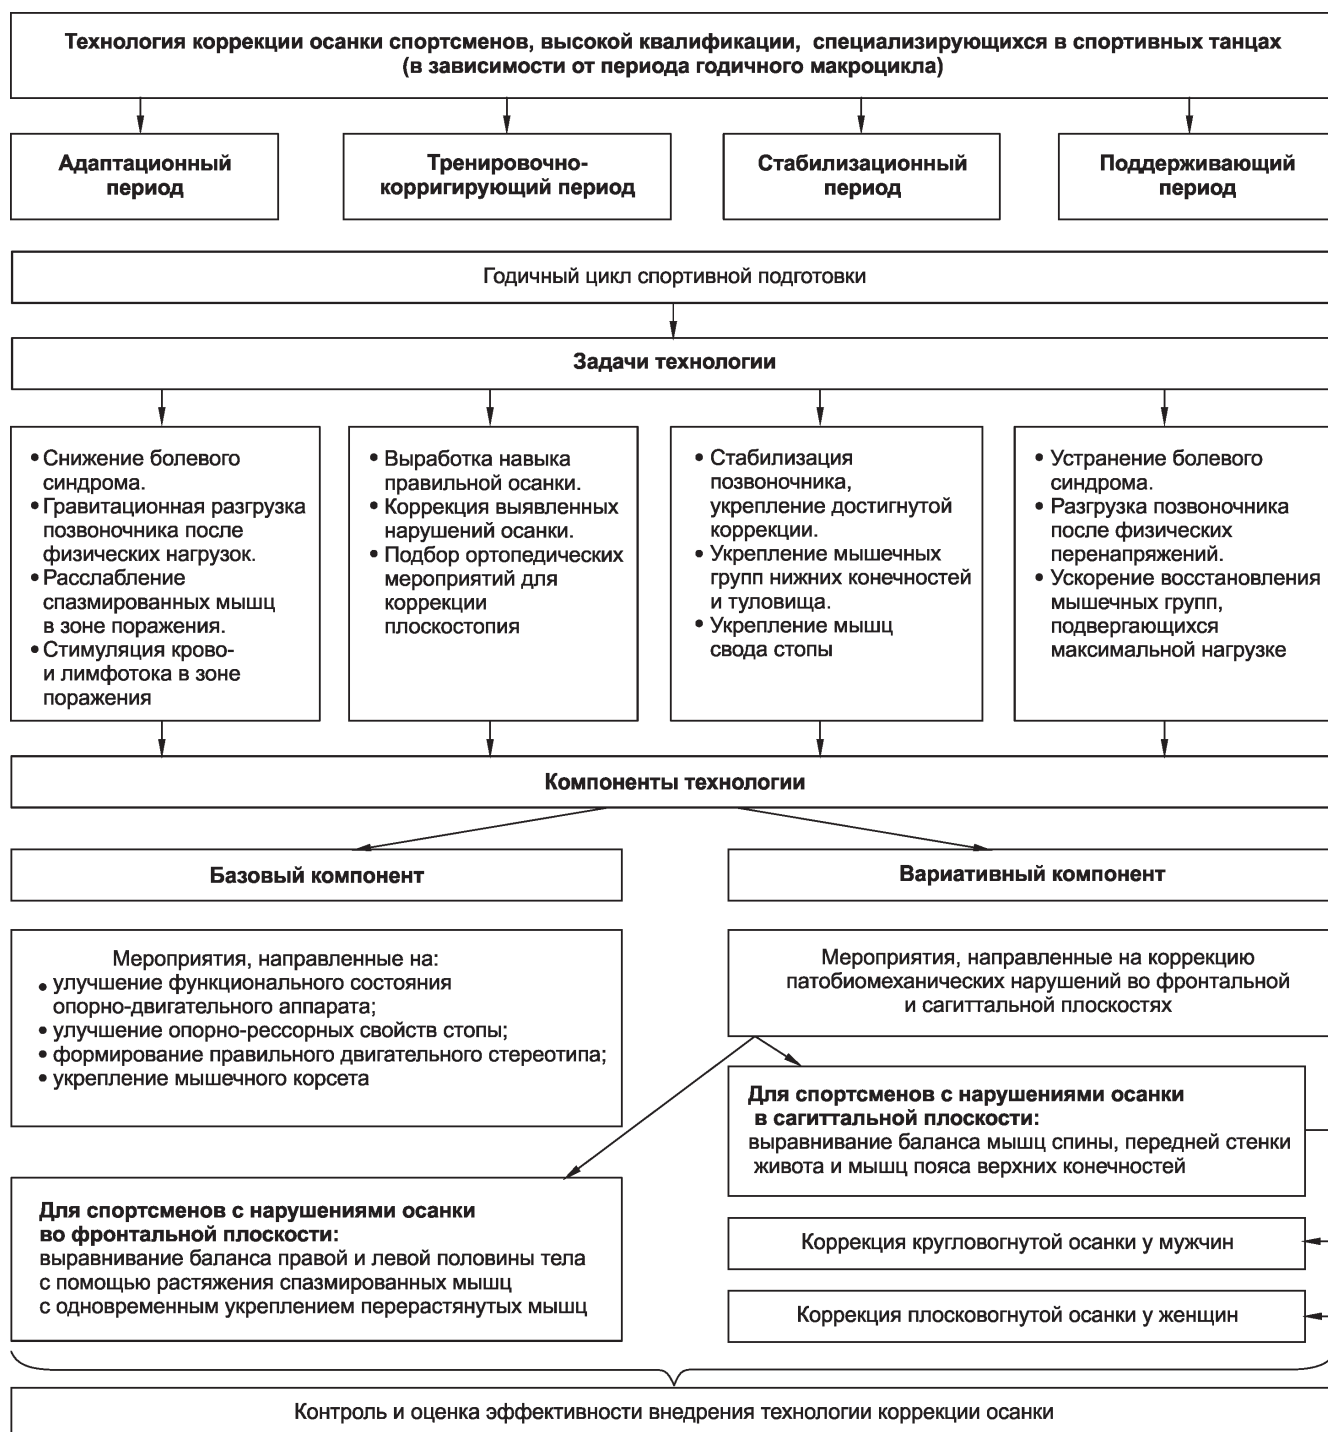 Технология коррекции осанки спортсменов, высокой квалификации, специализирующихся в спортивных танцах
(в зависимости от периода годичного макроцикла)
Адаптационный
период
Тренировочно-
корригирующий период
Стабилизационный
период
Поддерживающий
период
Годичный цикл спортивной подготовки
Задачи технологии
• Снижение болевого
синдрома.
• Гравитационная разгрузка
позвоночника после
физических нагрузок.
• Расслабление
спазмированных мышц
в зоне поражения.
• Стимуляция крово-
и лимфотока в зоне
поражения
• Выработка навыка
правильной осанки.
• Коррекция выявленных
нарушений осанки.
• Подбор ортопедических
мероприятий для
коррекции
плоскостопия
• Стабилизация
позвоночника,
укрепление достигнутой
коррекции.
• Укрепление мышечных
групп нижних конечностей
и туловища.
• Укрепление мышц
свода стопы
• Устранение болевого
синдрома.
• Разгрузка позвоночника
после физических
перенапряжений.
• Ускорение восстановления
мышечных групп,
подвергающихся
максимальной нагрузке
Компоненты технологии
Базовый компонент
Вариативный компонент
Мероприятия, направленные на:
• улучшение функционального состояния
опорно-двигательного аппарата;
• улучшение опорно-рессорных свойств стопы;
• формирование правильного двигательного стереотипа;
• укрепление мышечного корсета
Мероприятия, направленные на коррекцию
патобиомеханических нарушений во фронтальной
и сагиттальной плоскостях
Для спортсменов с нарушениями осанки
в сагиттальной плоскости:
выравнивание баланса мышц спины, передней стенки
живота и мышц пояса верхних конечностей
Для спортсменов с нарушениями осанки
во фронтальной плоскости:
выравнивание баланса правой и левой половины тела
с помощью растяжения спазмированных мышц
с одновременным укреплением перерастянутых мышц
Коррекция кругловогнутой осанки у мужчин
Коррекция плосковогнутой осанки у женщин
Контроль и оценка эффективности внедрения технологии коррекции осанки